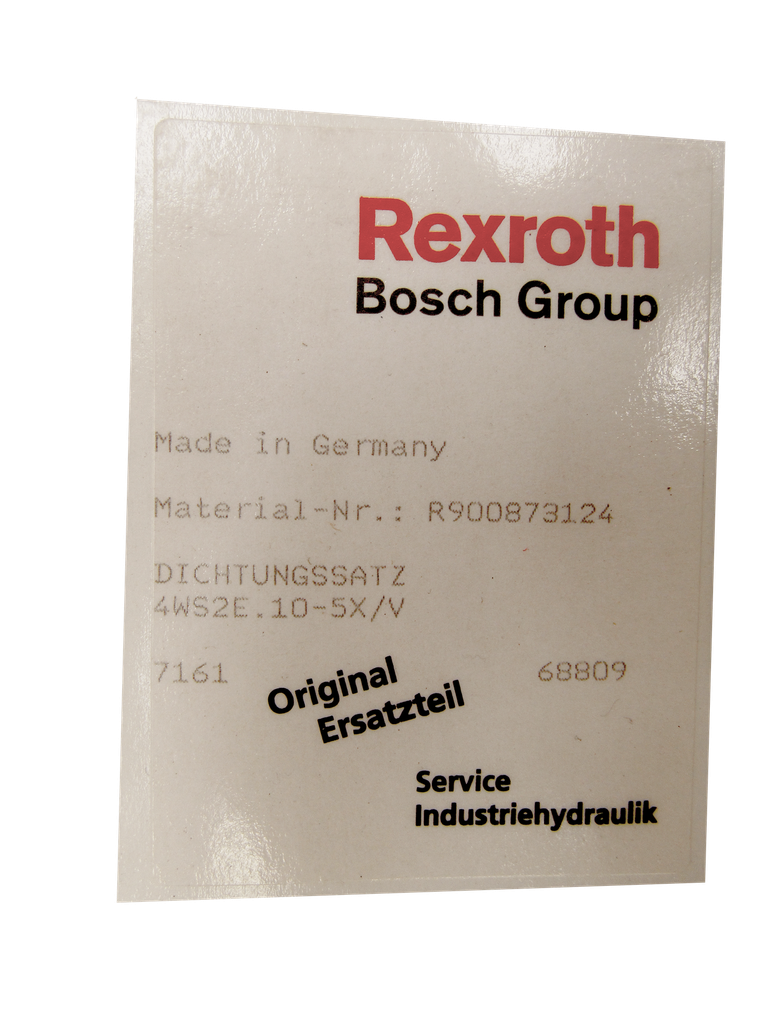 Rexroth
Bosch Group
Made in Germany
Material-Nr.: R900873124
DICHTUNGSSATZ
4WS2E.10-5X/V
7161 68809
Original
Ersatzteil
Service
Industriehydraulik